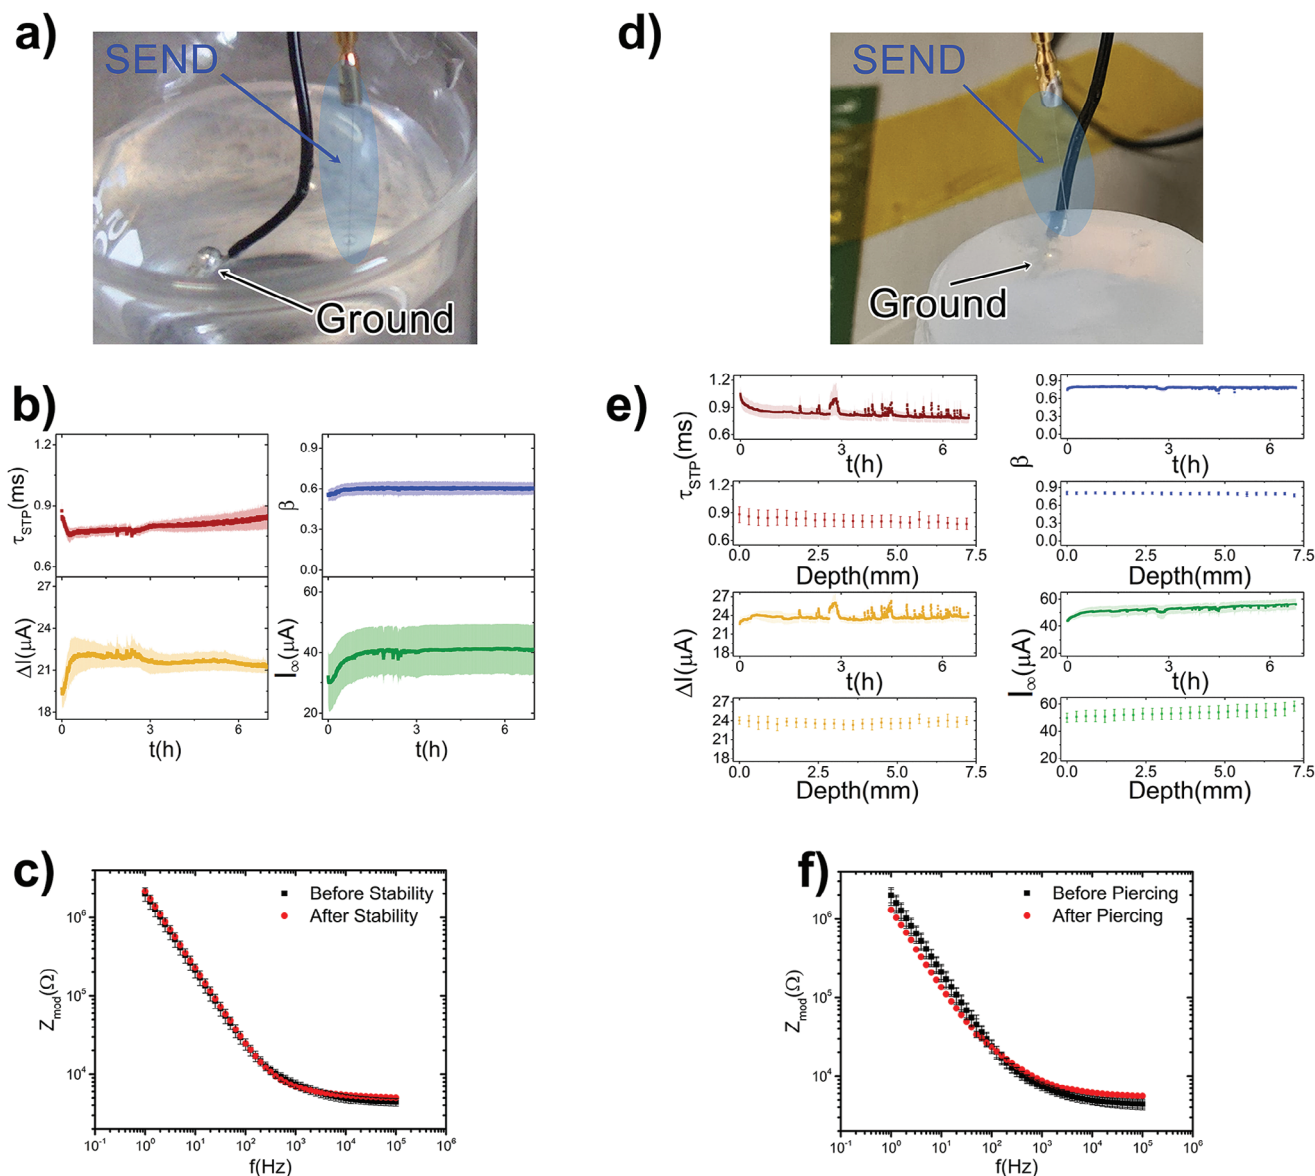 a)
SEND
Ground
d)
SEND
Ground
b)
1.2
0.9
0.6
τSTP(ms)
0.9
0.6
0.3
0.0
β
27
24
21
18
ΔI(μA)
0 3 6
t(h)
60
40
20
I∞(μA)
0 3 6
t(h)
e)
1.2
0.9
0.6
0 3 6
t(h)
τSTP(ms)
1.2
0.9
0.6
0.0 2.5 5.0 7.5
Depth(mm)
0.9
0.6
0.3
0.0
0 3 6
t(h)
β
0.9
0.6
0.3
0.0
0.0 2.5 5.0 7.5
Depth(mm)
27
24
21
18
0 3 6
t(h)
ΔI(μA)
27
24
21
18
0.0 2.5 5.0 7.5
Depth(mm)
60
40
20
0 3 6
t(h)
I∞(μA)
60
40
20
0.0 2.5 5.0 7.5
Depth(mm)
c)
Before Stability
After Stability
10⁶
10⁵
10⁴
Zmod(Ω)
10⁻¹ 10⁰ 10¹ 10² 10³ 10⁴ 10⁵ 10⁶
f(Hz)
f)
Before Piercing
After Piercing
10⁶
10⁵
10⁴
Zmod(Ω)
10⁻¹ 10⁰ 10¹ 10² 10³ 10⁴ 10⁵ 10⁶
f(Hz)